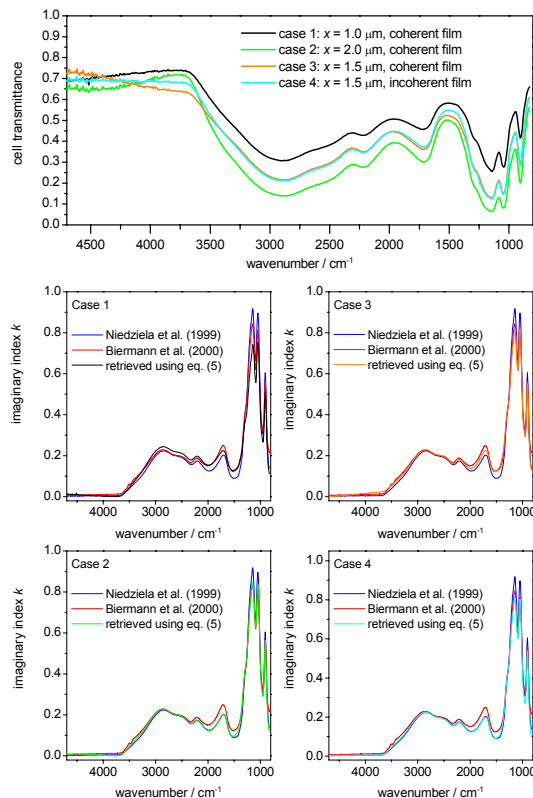 case 1: x = 1.0 μm, coherent film
case 2: x = 2.0 μm, coherent film
case 3: x = 1.5 μm, coherent film
case 4: x = 1.5 μm, incoherent film
cell transmittance
1.0
0.9
0.8
0.7
0.6
0.5
0.4
0.3
0.2
0.1
0.0
4500 4000 3500 3000 2500 2000 1500 1000
wavenumber / cm⁻¹
Case 1
Niedziela et al. (1999)
Biermann et al. (2000)
retrieved using eq. (5)
imaginary index k
1.0
0.8
0.6
0.4
0.2
0.0
4000 3000 2000 1000
wavenumber / cm⁻¹
Case 3
Niedziela et al. (1999)
Biermann et al. (2000)
retrieved using eq. (5)
imaginary index k
1.0
0.8
0.6
0.4
0.2
0.0
4000 3000 2000 1000
wavenumber / cm⁻¹
Case 2
Niedziela et al. (1999)
Biermann et al. (2000)
retrieved using eq. (5)
imaginary index k
1.0
0.8
0.6
0.4
0.2
0.0
4000 3000 2000 1000
wavenumber / cm⁻¹
Case 4
Niedziela et al. (1999)
Biermann et al. (2000)
retrieved using eq. (5)
imaginary index k
1.0
0.8
0.6
0.4
0.2
0.0
4000 3000 2000 1000
wavenumber / cm⁻¹